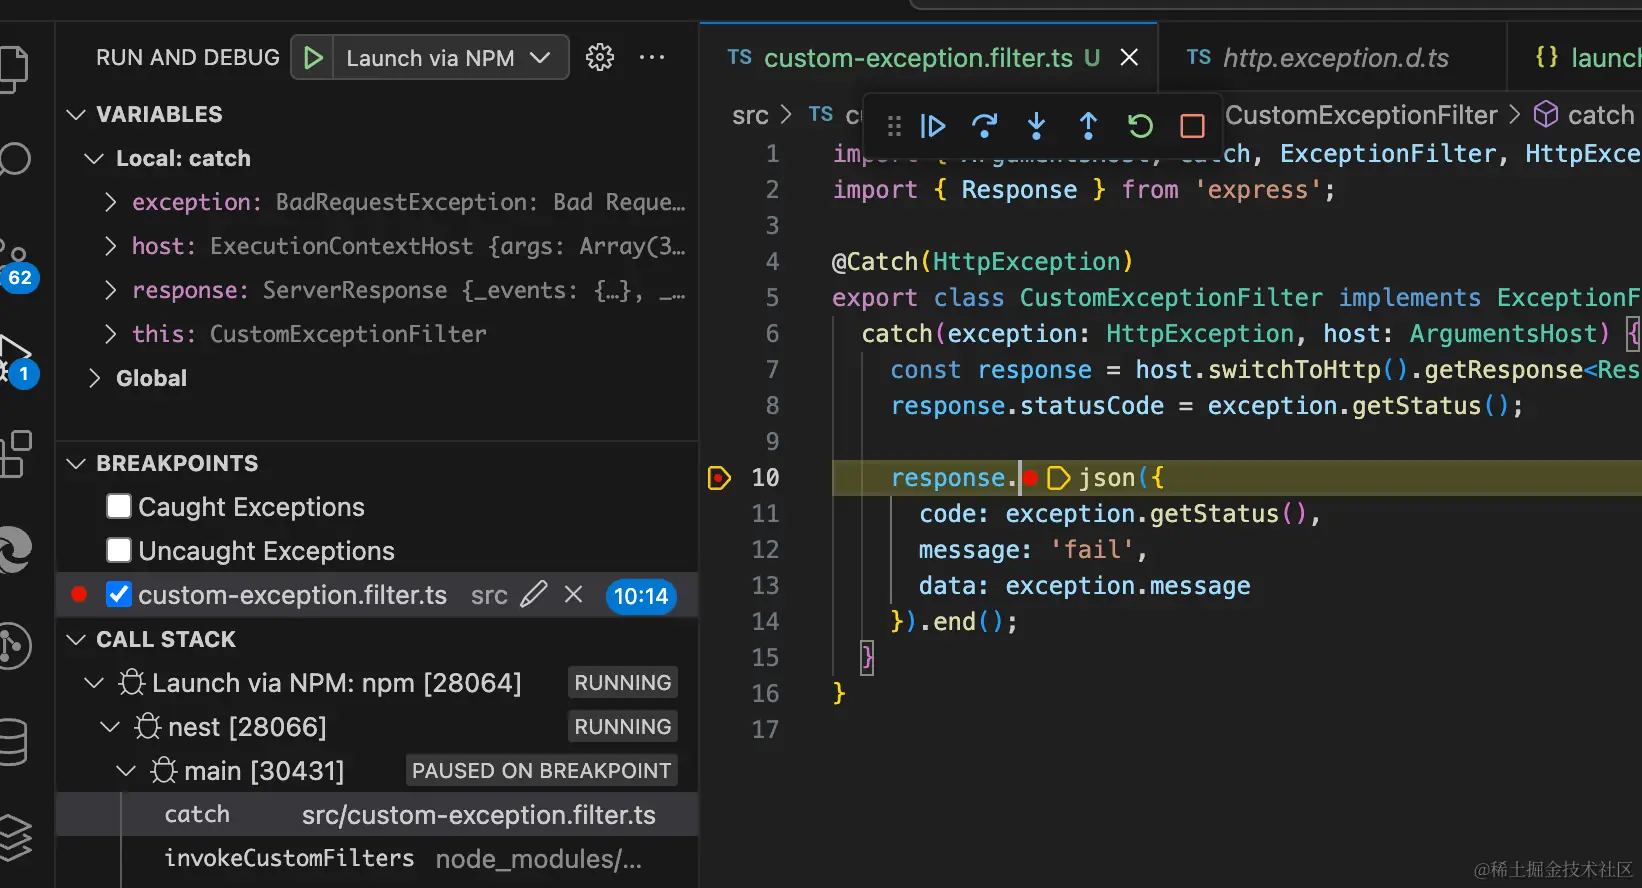 RUN AND DEBUG Launch via NPM
VARIABLES
Local: catch
exception: BadRequestException: Bad Reque…
host: ExecutionContextHost {args: Array(3…
response: ServerResponse {_events: {…}, _…
this: CustomExceptionFilter
Global
62
1
BREAKPOINTS
Caught Exceptions
Uncaught Exceptions
custom-exception.filter.ts src 10:14
CALL STACK
Launch via NPM: npm [28064] RUNNING
nest [28066] RUNNING
main [30431] PAUSED ON BREAKPOINT
catch src/custom-exception.filter.ts
invokeCustomFilters node_modules/...
TS custom-exception.filter.ts U TS http.exception.d.ts {} launch
src > TS CustomExceptionFilter > catch
1 import { ArgumentsHost, Catch, ExceptionFilter, HttpExce
2 import { Response } from 'express';
3
4 @Catch(HttpException)
5 export class CustomExceptionFilter implements ExceptionF
6 catch(exception: HttpException, host: ArgumentsHost) {
7 const response = host.switchToHttp().getResponse<Res
8 response.statusCode = exception.getStatus();
9
10 response.json({
11 code: exception.getStatus(),
12 message: 'fail',
13 data: exception.message
14 }).end();
15 }
16 }
17
@稀土掘金技术社区